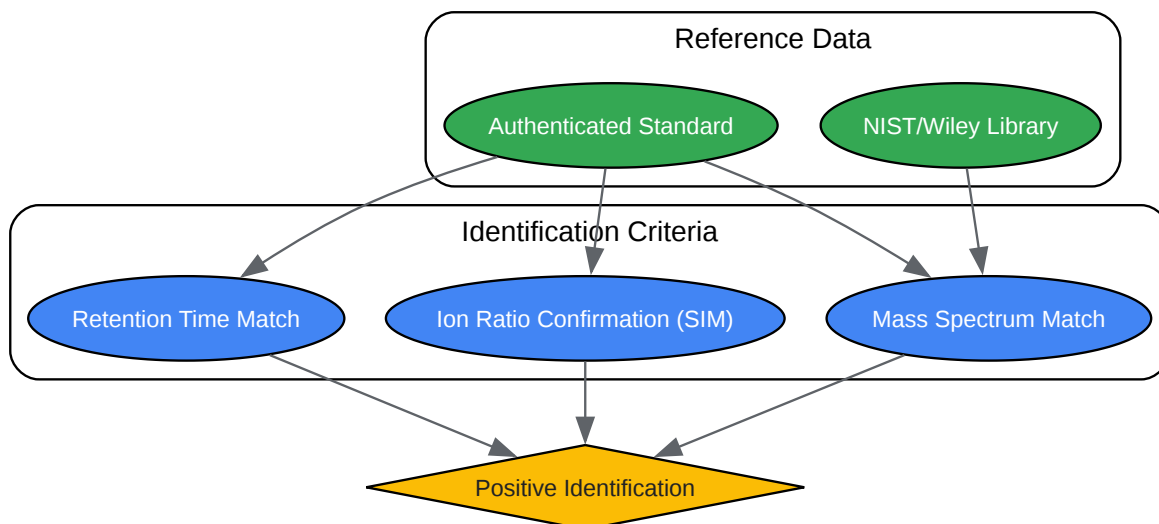 Reference Data
Authenticated Standard
NIST/Wiley Library
Identification Criteria
Retention Time Match
Ion Ratio Confirmation (SIM)
Mass Spectrum Match
Positive Identification